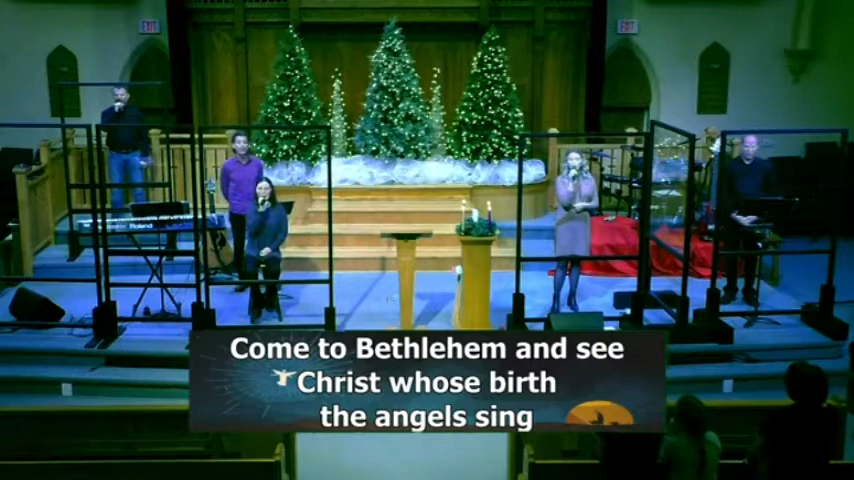 EXIT
EXIT
Roland
Come to Bethlehem and see
Christ whose birth
the angels sing